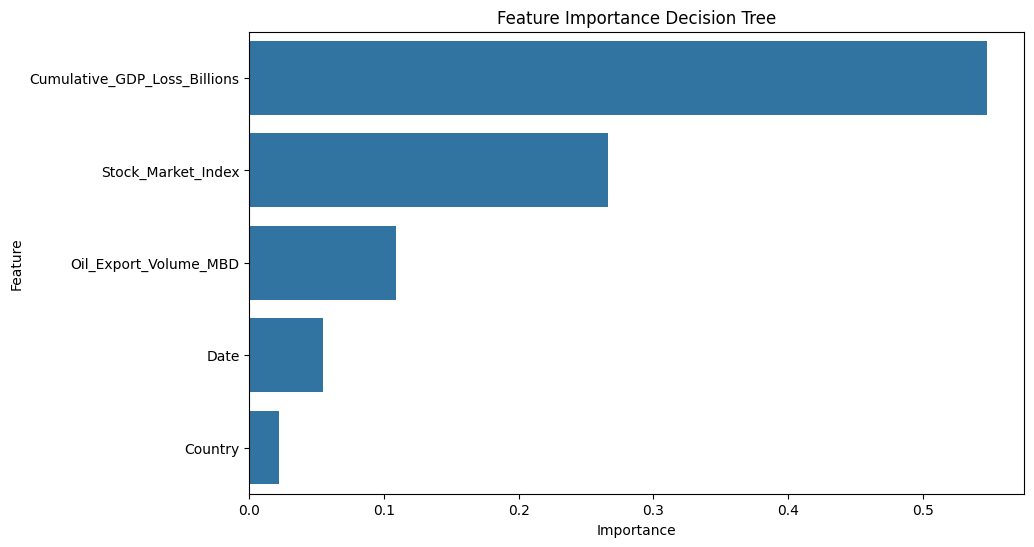 Feature Importance Decision Tree
Feature
Cumulative_GDP_Loss_Billions
Stock_Market_Index
Oil_Export_Volume_MBD
Date
Country
0.0 0.1 0.2 0.3 0.4 0.5
Importance